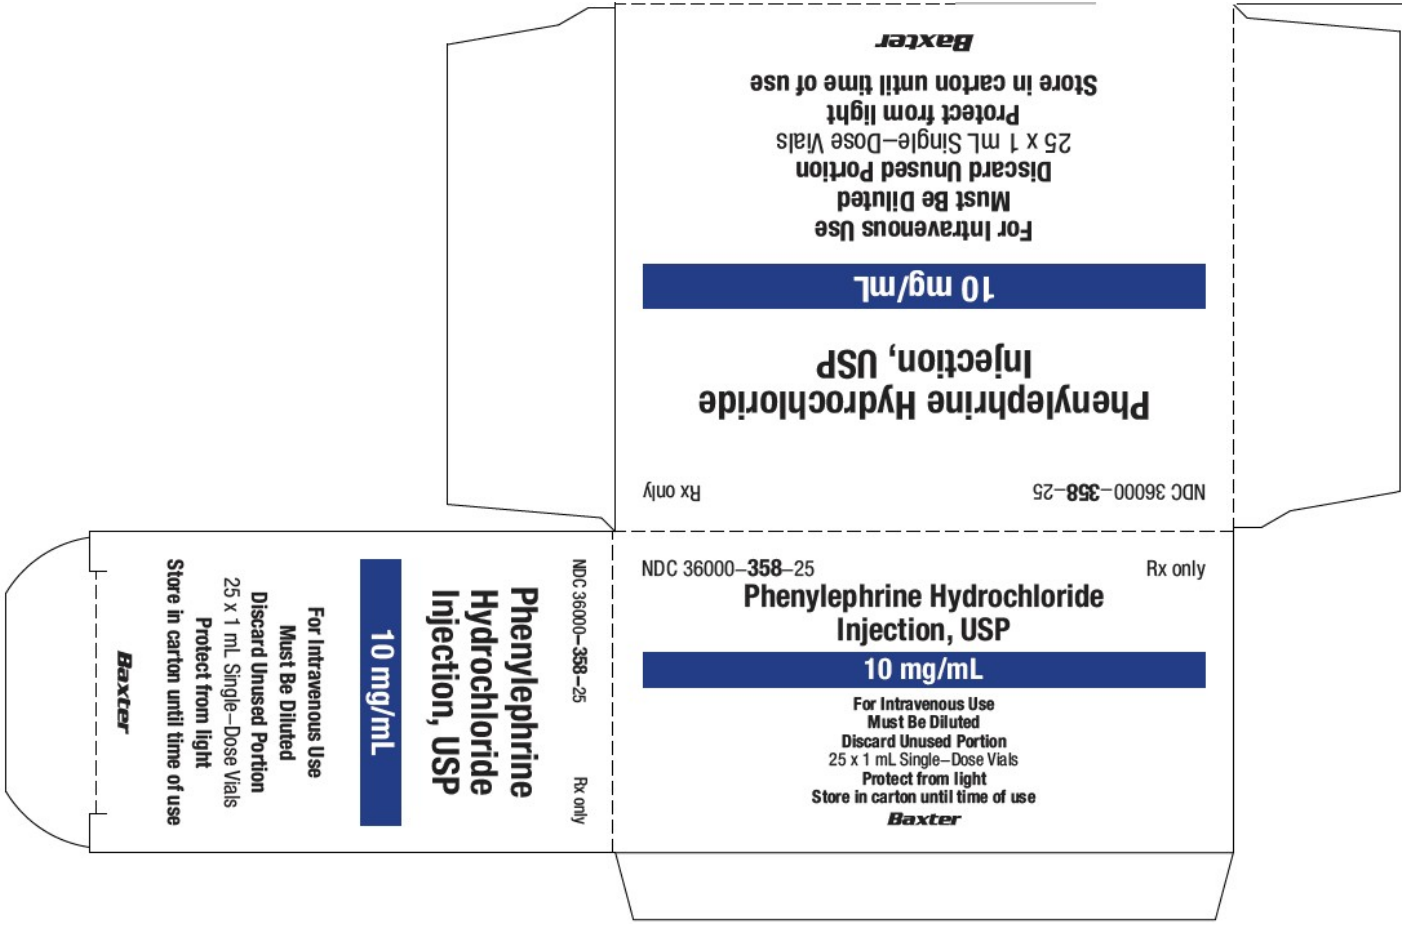 Baxter
Store in carton until time of use
Protect from light
25 x 1 mL Single–Dose Vials
Discard Unused Portion
Must Be Diluted
For Intravenous Use
10 mg/mL
Injection, USP
Phenylephrine Hydrochloride
Rx only
NDC 36000–358–25
NDC 36000–358–25
Rx only
Phenylephrine
Hydrochloride
Injection, USP
10 mg/mL
For Intravenous Use
Must Be Diluted
Discard Unused Portion
25 x 1 mL Single–Dose Vials
Protect from light
Store in carton until time of use
Baxter
NDC 36000–358–25
Rx only
Phenylephrine Hydrochloride
Injection, USP
10 mg/mL
For Intravenous Use
Must Be Diluted
Discard Unused Portion
25 x 1 mL Single–Dose Vials
Protect from light
Store in carton until time of use
Baxter